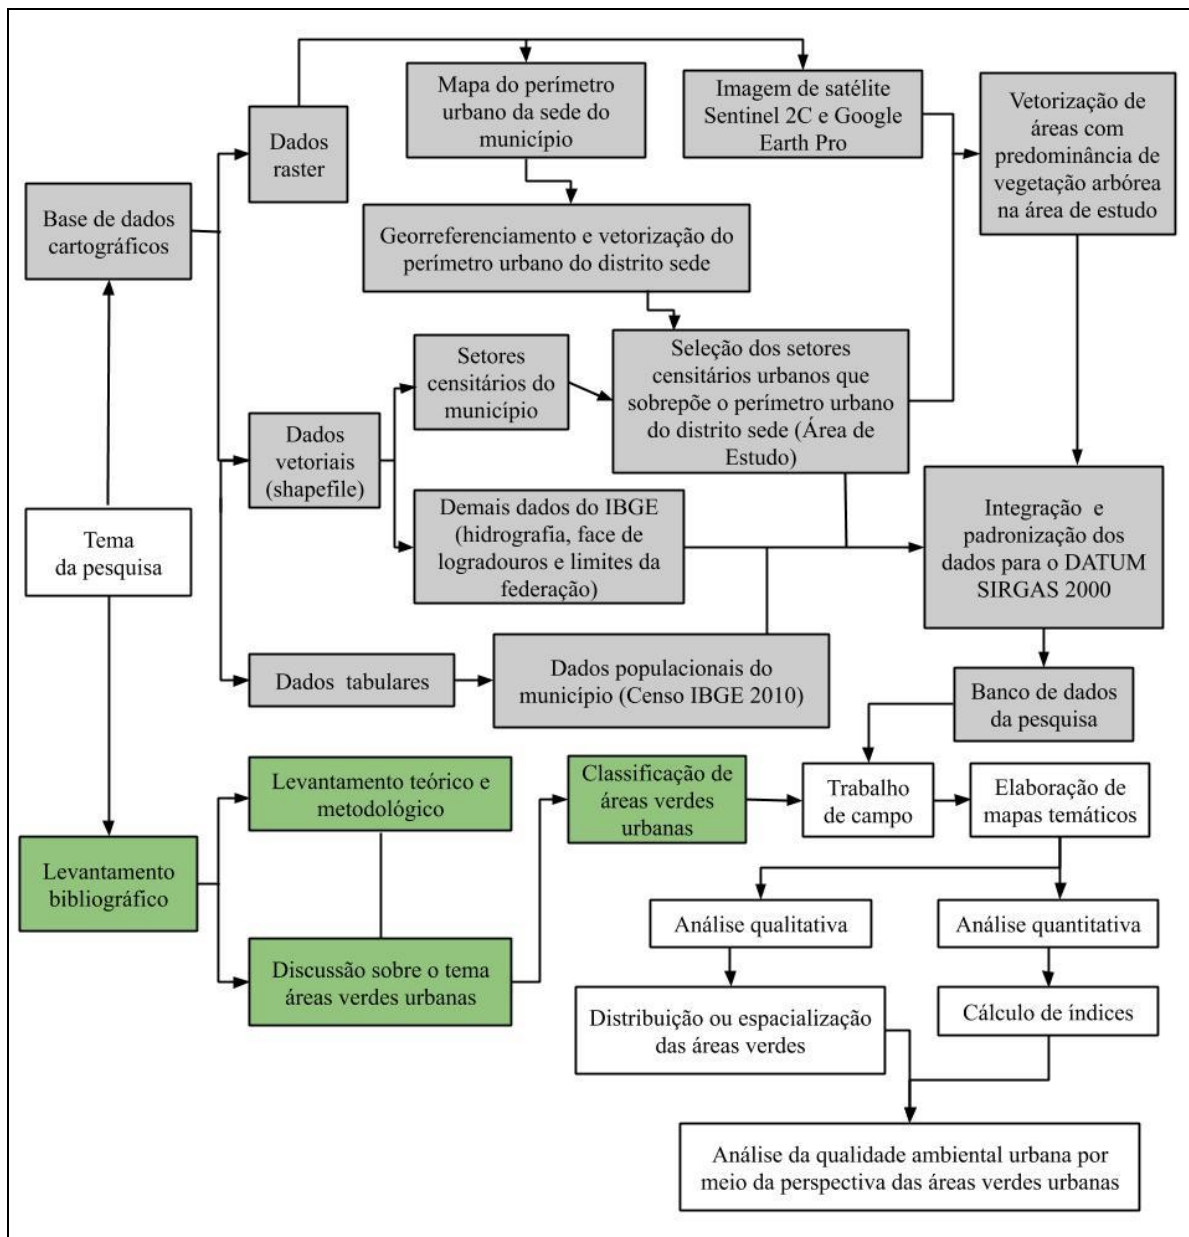 Mapa do perímetro
urbano da sede do
município
Imagem de satélite
Sentinel 2C e Google
Earth Pro
Vetorização de
áreas com
predominância de
vegetação arbórea
na área de estudo
Dados
raster
Base de dados
cartográficos
Georreferenciamento e vetorização do
perímetro urbano do distrito sede
Setores
censitários do
município
Seleção dos setores
censitários urbanos que
sobrepõe o perímetro urbano
do distrito sede (Área de
Estudo)
Dados
vetoriais
(shapefile)
Demais dados do IBGE
(hidrografia, face de
logradouros e limites da
federação)
Integração e
padronização dos
dados para o DATUM
SIRGAS 2000
Tema
da pesquisa
Dados tabulares
Dados populacionais do
município (Censo IBGE 2010)
Banco de dados
da pesquisa
Levantamento teórico e
metodológico
Classificação de
áreas verdes
urbanas
Trabalho
de campo
Elaboração de
mapas temáticos
Levantamento
bibliográfico
Discussão sobre o tema
áreas verdes urbanas
Análise qualitativa
Análise quantitativa
Distribuição ou espacialização
das áreas verdes
Cálculo de índices
Análise da qualidade ambiental urbana por
meio da perspectiva das áreas verdes urbanas